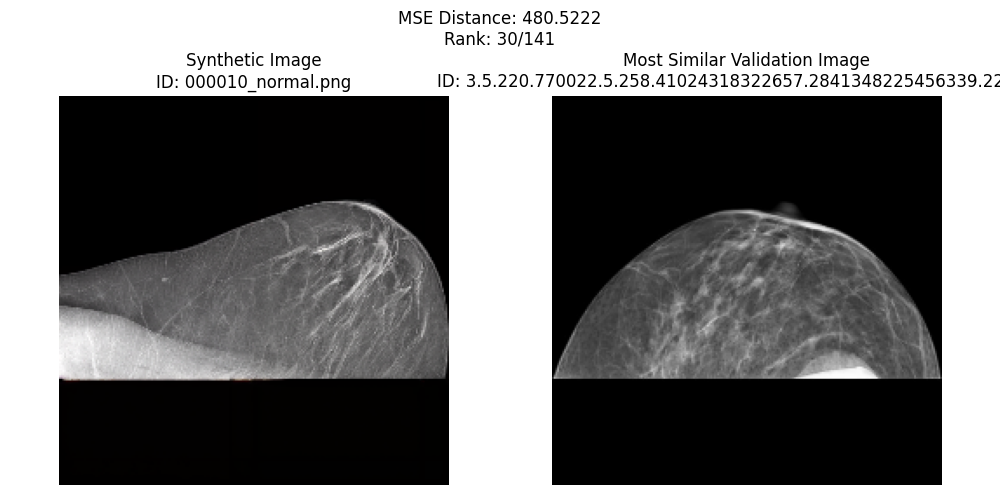 MSE Distance: 480.5222
Rank: 30/141
Synthetic Image
ID: 000010_normal.png
Most Similar Validation Image
ID: 3.5.220.770022.5.258.41024318322657.2841348225456339.22